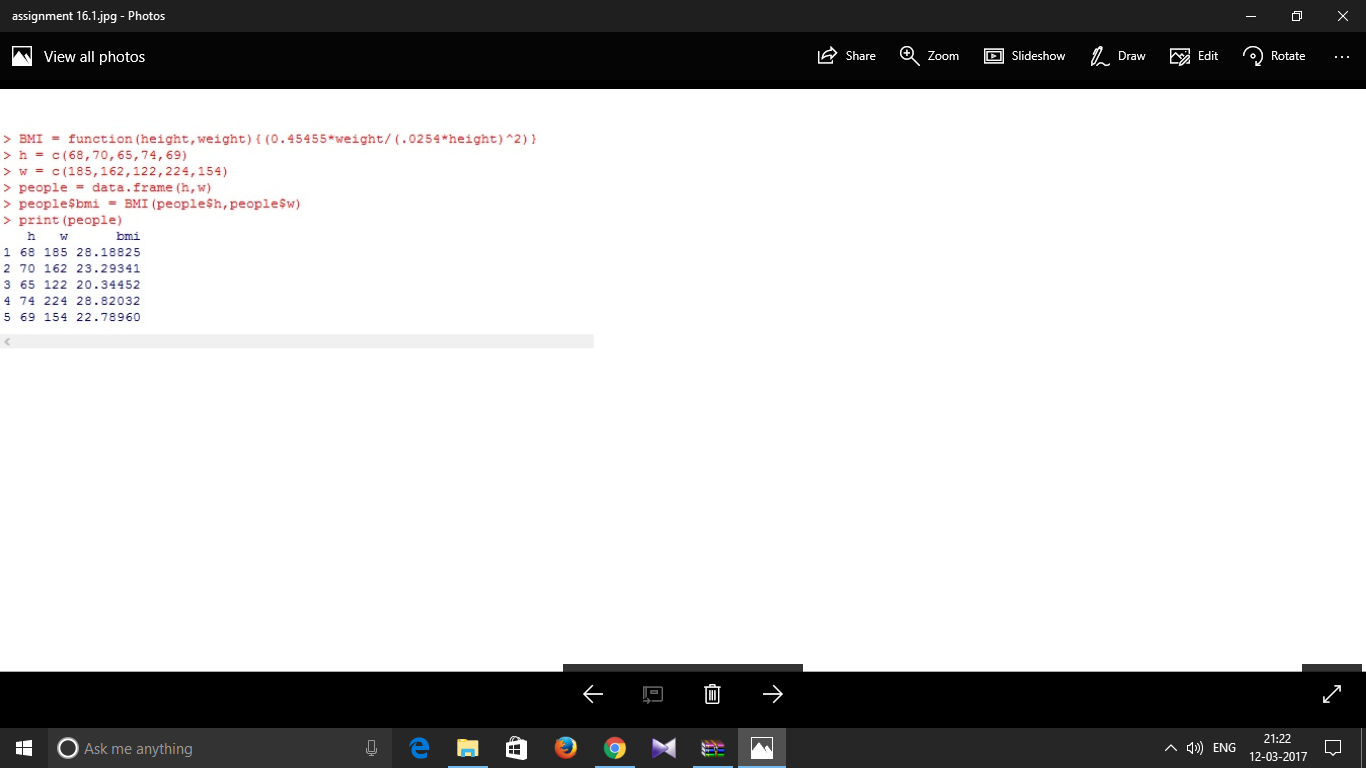 assignment 16.1.jpg - Photos
View all photos
Share Zoom Slideshow Draw Edit Rotate
> BMI = function(height,weight){(0.45455*weight/(.0254*height)^2)}
> h = c(68,70,65,74,69)
> w = c(185,162,122,224,154)
> people = data.frame(h,w)
> people$bmi = BMI(people$h,people$w)
> print(people)
h w bmi
1 68 185 28.18825
2 70 162 23.29341
3 65 122 20.34452
4 74 224 28.82032
5 69 154 22.78960
Ask me anything
ENG
21:22
12-03-2017